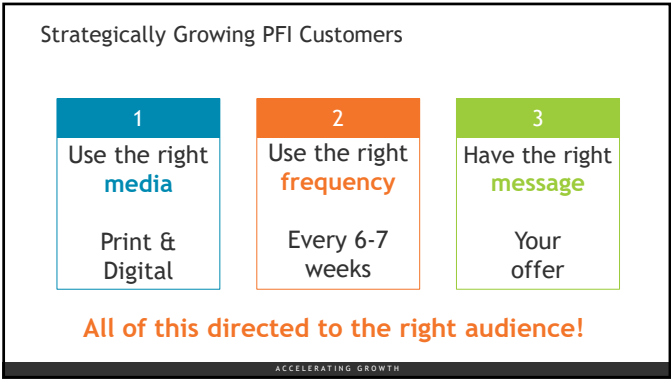 Strategically Growing PFI Customers
1
Use the right
media
Print &
Digital
2
Use the right
frequency
Every 6-7
weeks
3
Have the right
message
Your
offer
All of this directed to the right audience!
ACCELERATING GROWTH